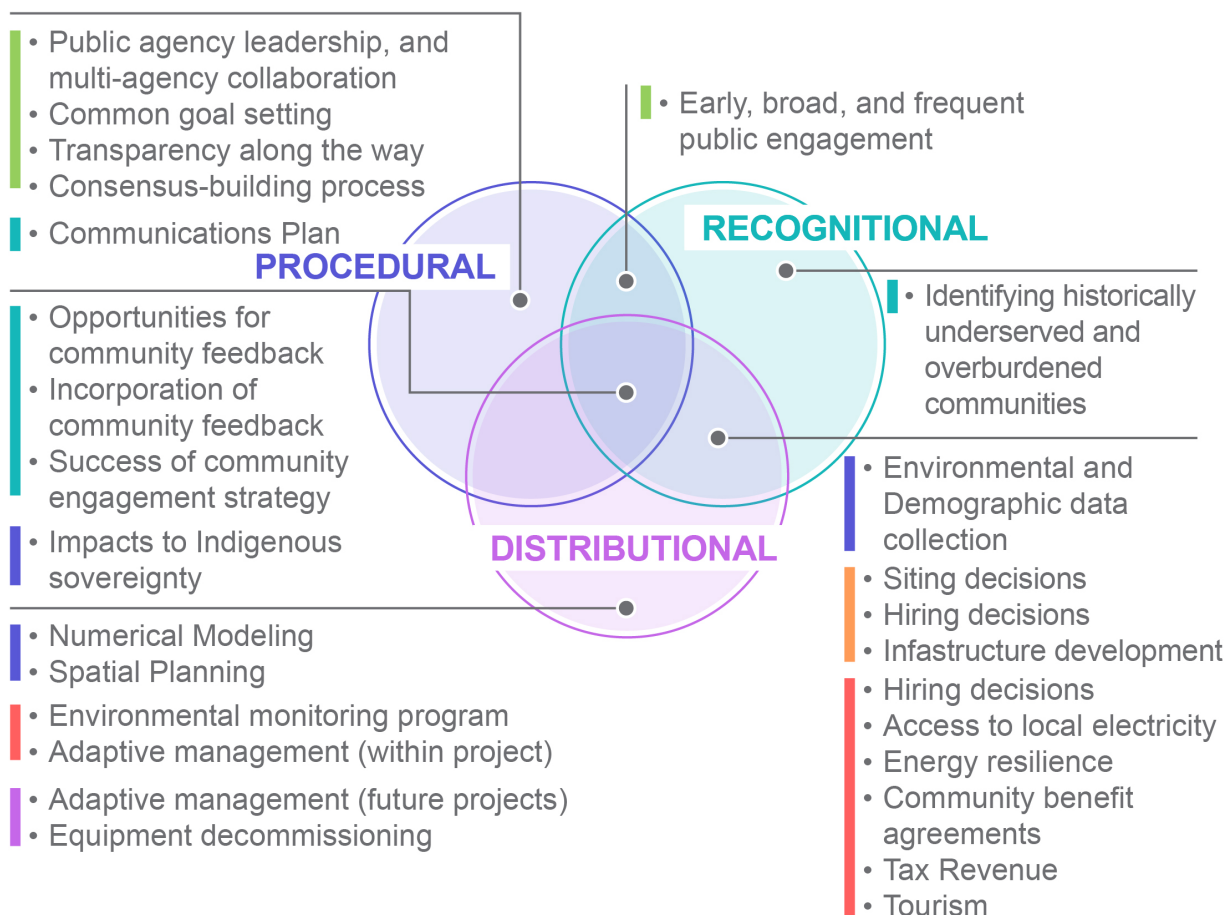 • Public agency leadership, and
multi-agency collaboration
• Common goal setting
• Transparency along the way
• Consensus-building process
• Communications Plan
• Early, broad, and frequent
public engagement
RECOGNITIONAL
PROCEDURAL
DISTRIBUTIONAL
• Opportunities for
community feedback
• Incorporation of
community feedback
• Success of community
engagement strategy
• Impacts to Indigenous
sovereignty
• Numerical Modeling
• Spatial Planning
• Environmental monitoring program
• Adaptive management (within project)
• Adaptive management (future projects)
• Equipment decommissioning
• Identifying historically
underserved and
overburdened
communities
• Environmental and
Demographic data
collection
• Siting decisions
• Hiring decisions
• Infastructure development
• Hiring decisions
• Access to local electricity
• Energy resilience
• Community benefit
agreements
• Tax Revenue
• Tourism